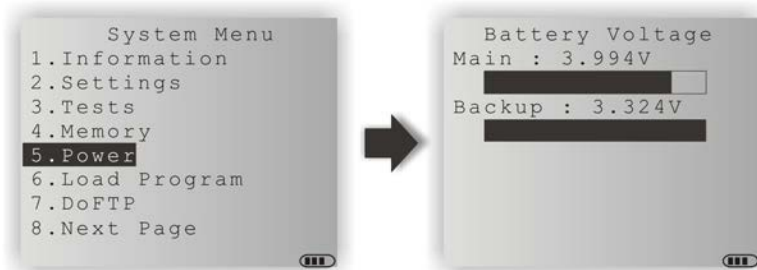 System Menu
1.Information
2.Settings
3.Tests
4.Memory
5.Power
6.Load Program
7.DoFTP
8.Next Page
Battery Voltage
Main : 3.994V
Backup : 3.324V